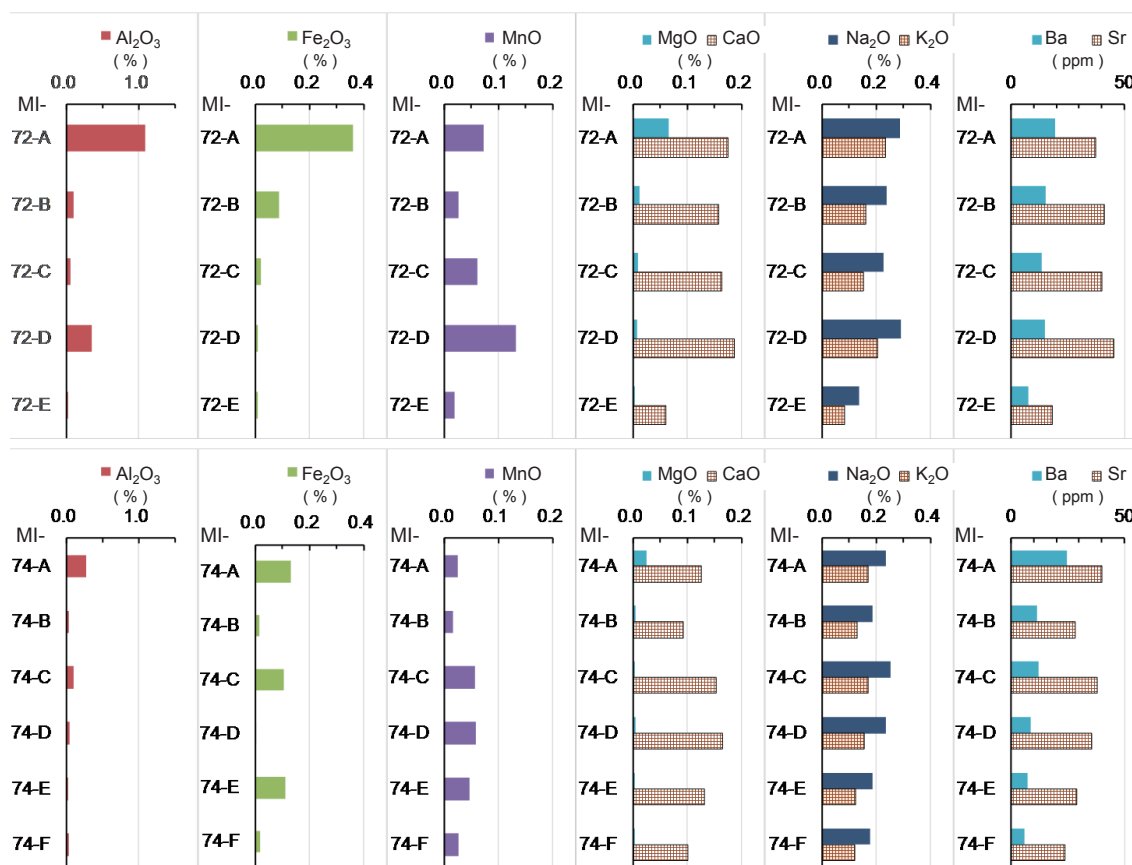 Al₂O₃ Fe₂O₃ MnO MgO CaO Na₂O K₂O Ba Sr
( % ) ( % ) ( % ) ( % ) ( % ) ( ppm )
0.0 1.0 0.0 0.2 0.4 0.0 0.1 0.2 0.0 0.1 0.2 0.0 0.2 0.4 0 50
MI- MI- MI- MI- MI- MI-
72-A 72-A 72-A 72-A 72-A 72-A
72-B 72-B 72-B 72-B 72-B 72-B
72-C 72-C 72-C 72-C 72-C 72-C
72-D 72-D 72-D 72-D 72-D 72-D
72-E 72-E 72-E 72-E 72-E 72-E
Al₂O₃ Fe₂O₃ MnO MgO CaO Na₂O K₂O Ba Sr
( % ) ( % ) ( % ) ( % ) ( % ) ( ppm )
0.0 1.0 0.0 0.2 0.4 0.0 0.1 0.2 0.0 0.1 0.2 0.0 0.2 0.4 0 50
MI- MI- MI- MI- MI- MI-
74-A 74-A 74-A 74-A 74-A 74-A
74-B 74-B 74-B 74-B 74-B 74-B
74-C 74-C 74-C 74-C 74-C 74-C
74-D 74-D 74-D 74-D 74-D 74-D
74-E 74-E 74-E 74-E 74-E 74-E
74-F 74-F 74-F 74-F 74-F 74-F